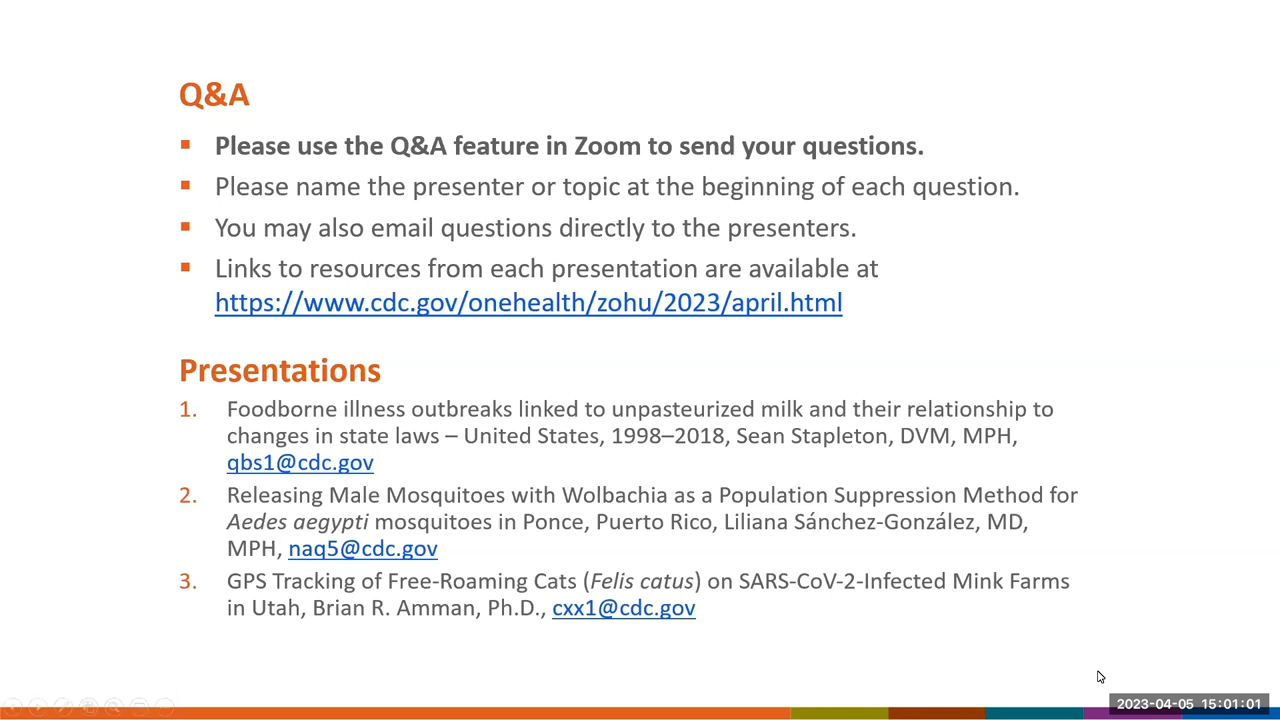 Q&A
▪ Please use the Q&A feature in Zoom to send your questions.
▪ Please name the presenter or topic at the beginning of each question.
▪ You may also email questions directly to the presenters.
▪ Links to resources from each presentation are available at
https://www.cdc.gov/onehealth/zohu/2023/april.html
Presentations
1. Foodborne illness outbreaks linked to unpasteurized milk and their relationship to
changes in state laws – United States, 1998–2018, Sean Stapleton, DVM, MPH,
qbs1@cdc.gov
2. Releasing Male Mosquitoes with Wolbachia as a Population Suppression Method for
Aedes aegypti mosquitoes in Ponce, Puerto Rico, Liliana Sánchez-González, MD,
MPH, naq5@cdc.gov
3. GPS Tracking of Free-Roaming Cats (Felis catus) on SARS-CoV-2-Infected Mink Farms
in Utah, Brian R. Amman, Ph.D., cxx1@cdc.gov
2023-04-05 15:01:01